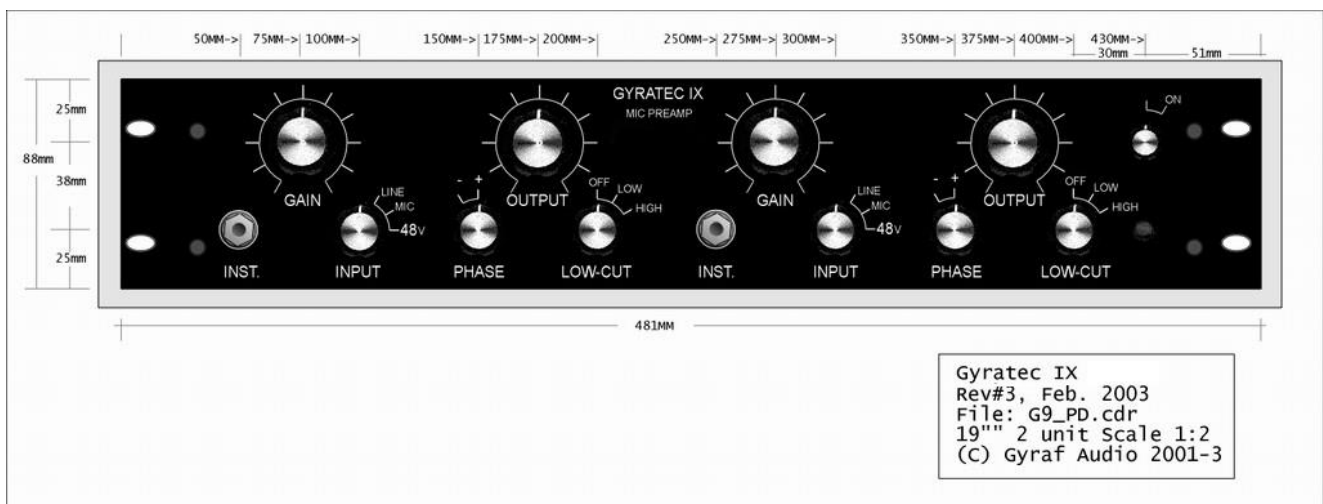 50MM-> 75MM-> 100MM-> 150MM-> 175MM-> 200MM-> 250MM-> 275MM-> 300MM-> 350MM-> 375MM-> 400MM-> 430MM->
30mm 51mm
GYRATEC IX
MIC PREAMP
ON
25mm
88mm
38mm
25mm
GAIN
LINE
MIC
48V
- +
OUTPUT
OFF
LOW
HIGH
GAIN
LINE
MIC
48V
- +
OUTPUT
OFF
LOW
HIGH
INST. INPUT PHASE LOW-CUT INST. INPUT PHASE LOW-CUT
481MM
Gyratec IX
Rev#3, Feb. 2003
File: G9_PD.cdr
19"" 2 unit Scale 1:2
(C) Gyraf Audio 2001-3